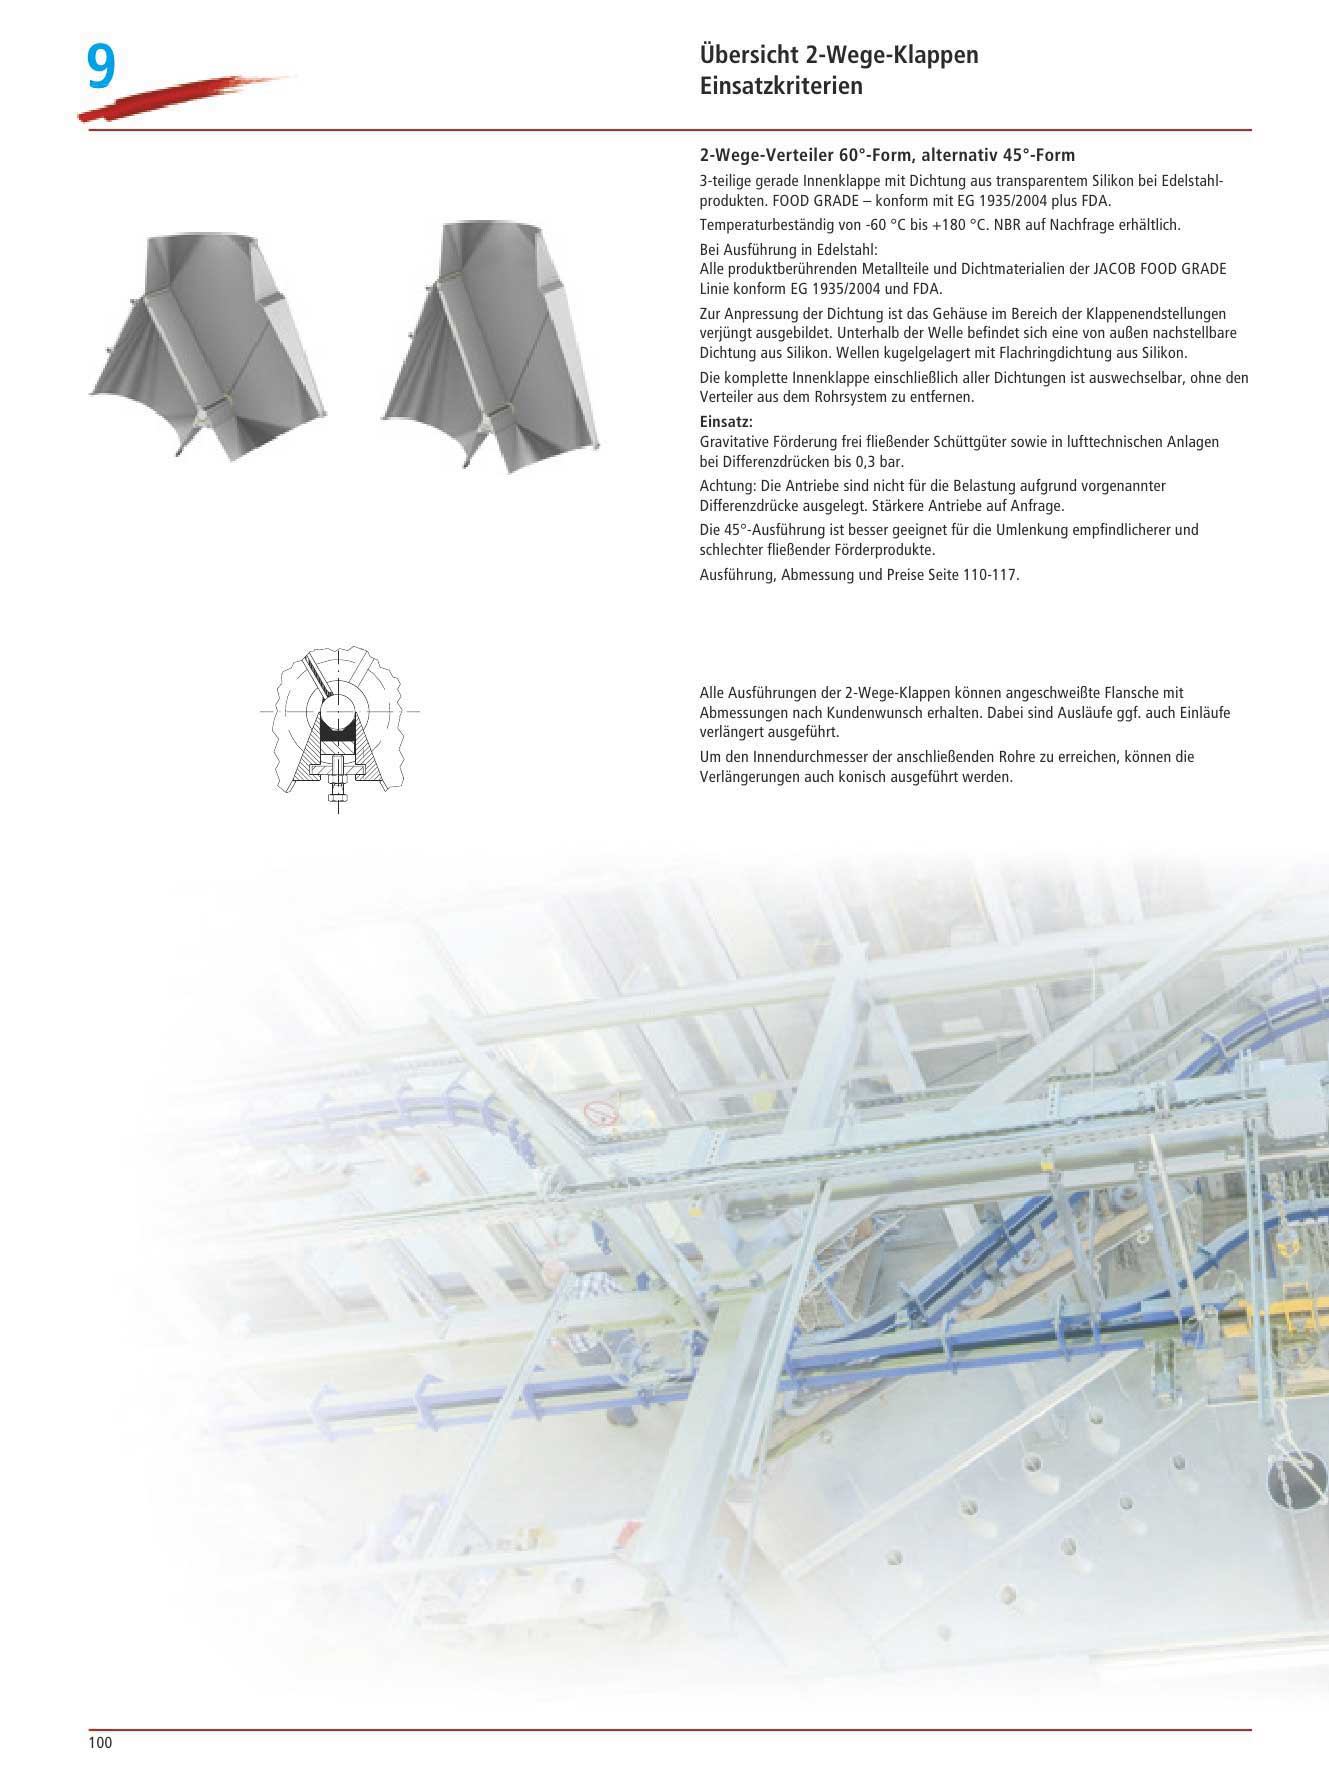 9
Übersicht 2-Wege-Klappen
Einsatzkriterien
2-Wege-Verteiler 60°-Form, alternativ 45°-Form
3-teilige gerade Innenklappe mit Dichtung aus transparentem Silikon bei Edelstahl-
produkten. FOOD GRADE – konform mit EG 1935/2004 plus FDA.
Temperaturbeständig von -60 °C bis +180 °C. NBR auf Nachfrage erhältlich.
Bei Ausführung in Edelstahl:
Alle produktberührenden Metallteile und Dichtmaterialien der JACOB FOOD GRADE
Linie konform EG 1935/2004 und FDA.
Zur Anpressung der Dichtung ist das Gehäuse im Bereich der Klappenendstellungen
verjüngt ausgebildet. Unterhalb der Welle befindet sich eine von außen nachstellbare
Dichtung aus Silikon. Wellen kugelgelagert mit Flachringdichtung aus Silikon.
Die komplette Innenklappe einschließlich aller Dichtungen ist auswechselbar, ohne den
Verteiler aus dem Rohrsystem zu entfernen.
Einsatz:
Gravitative Förderung frei fließender Schüttgüter sowie in lufttechnischen Anlagen
bei Differenzdrücken bis 0,3 bar.
Achtung: Die Antriebe sind nicht für die Belastung aufgrund vorgenannter
Differenzdrücke ausgelegt. Stärkere Antriebe auf Anfrage.
Die 45°-Ausführung ist besser geeignet für die Umlenkung empfindlicherer und
schlechter fließender Förderprodukte.
Ausführung, Abmessung und Preise Seite 110-117.
Alle Ausführungen der 2-Wege-Klappen können angeschweißte Flansche mit
Abmessungen nach Kundenwunsch erhalten. Dabei sind Ausläufe ggf. auch Einläufe
verlängert ausgeführt.
Um den Innendurchmesser der anschließenden Rohre zu erreichen, können die
Verlängerungen auch konisch ausgeführt werden.
100